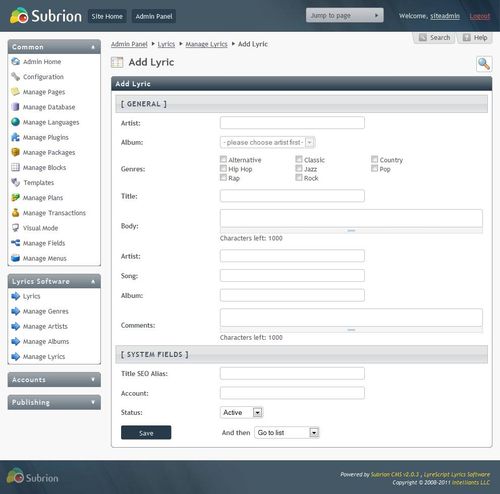 Subrion
Site Home
Admin Panel
Jump to page
Welcome, siteadmin
Logout
Search
Help
Common
Admin Home
Configuration
Manage Pages
Manage Database
Manage Languages
Manage Plugins
Manage Packages
Manage Blocks
Templates
Manage Plans
Manage Transactions
Visual Mode
Manage Fields
Manage Menus
Lyrics Software
Lyrics
Manage Genres
Manage Artists
Manage Albums
Manage Lyrics
Accounts
Publishing
Admin Panel Lyrics Manage Lyrics Add Lyric
Add Lyric
Add Lyric
[ GENERAL ]
Artist:
Album: - please choose artist first -
Genres: Alternative Classic Country
Hip Hop Jazz Pop
Rap Rock
Title:
Body:
Characters left: 1000
Artist:
Song:
Album:
Comments:
Characters left: 1000
[ SYSTEM FIELDS ]
Title SEO Alias:
Account:
Status: Active
Save And then Go to list
Subrion
Powered by Subrion CMS v2.0.3 , LyreScript Lyrics Software
Copyright © 2008-2011 Intelliants LLC